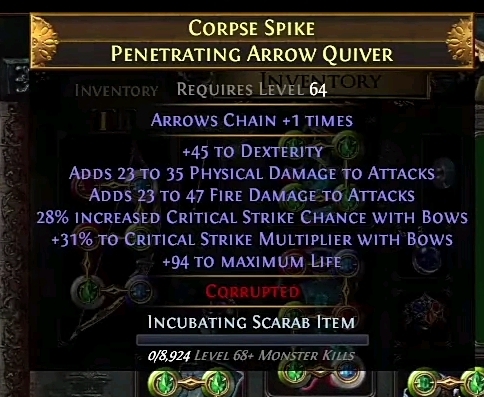 Corpse Spike
Penetrating Arrow Quiver
Inventory
Inventory
Requires Level 64
Arrows Chain +1 times
+45 to Dexterity
Adds 23 to 35 Physical Damage to Attacks
Adds 23 to 47 Fire Damage to Attacks
28% increased Critical Strike Chance with Bows
+31% to Critical Strike Multiplier with Bows
+94 to maximum Life
Corrupted
Incubating Scarab Item
0/8,924 Level 68+ Monster Kills